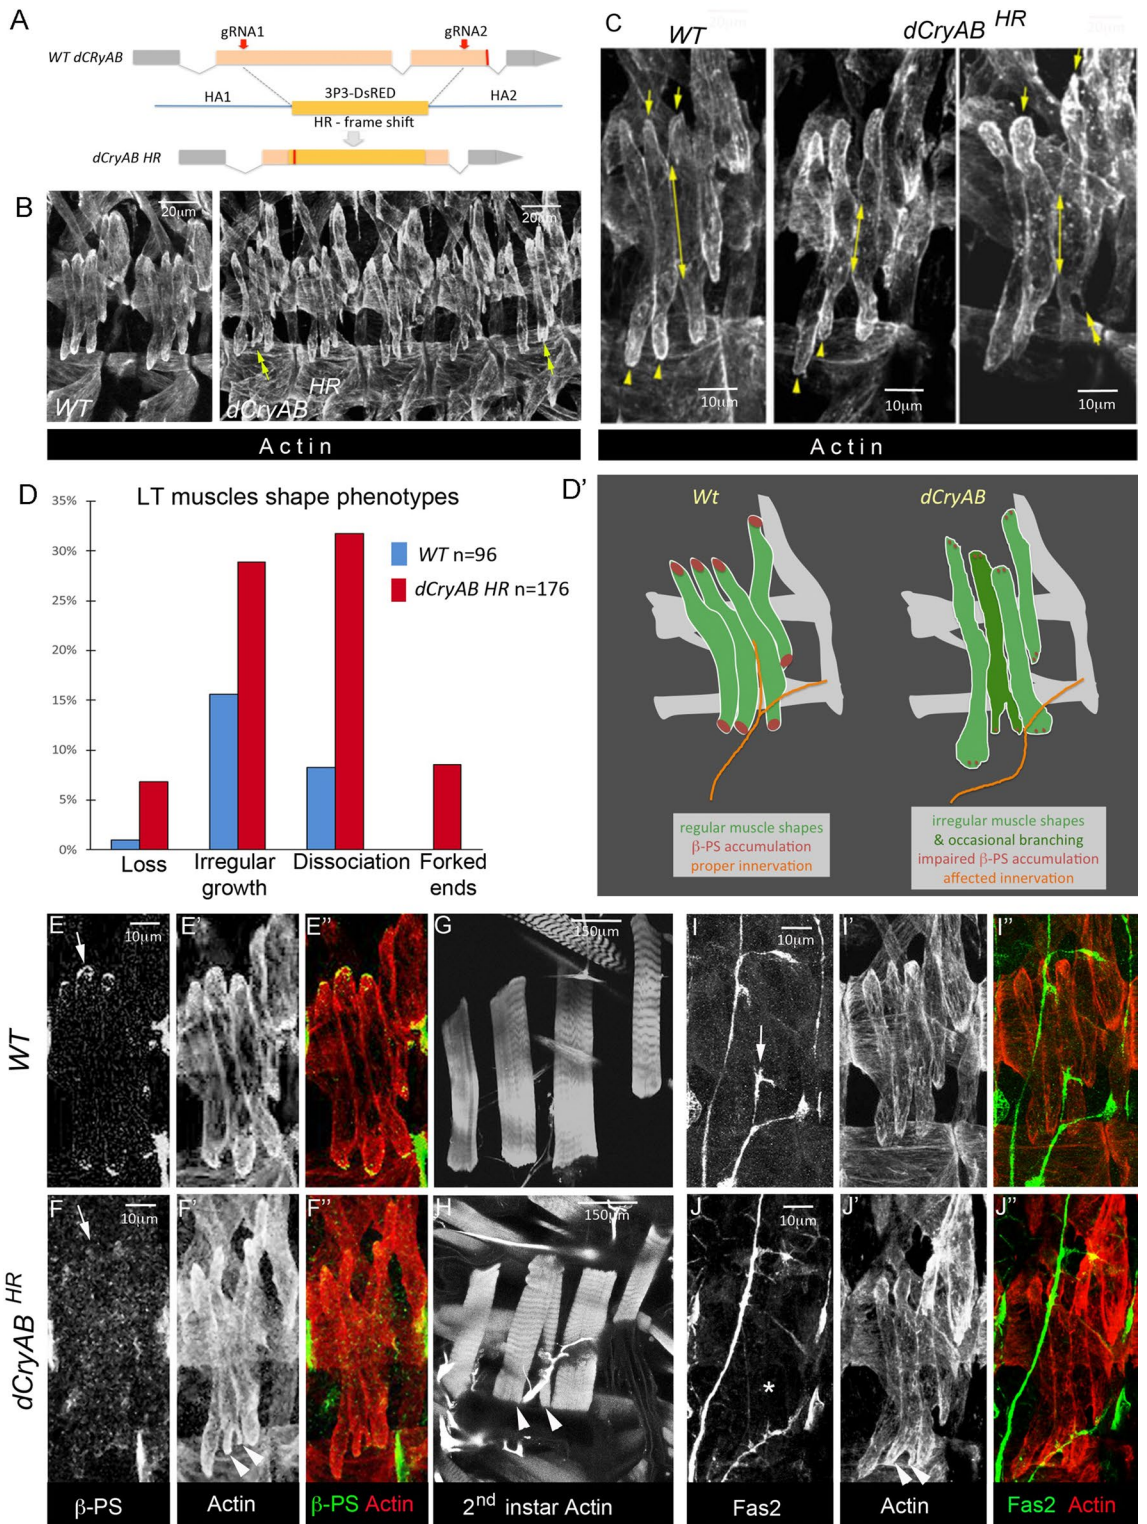 A
gRNA1
gRNA2
WT dCRyAB
HA1
3P3-DsRED
HA2
HR - frame shift
dCryAB HR
B
20µm
20µm
WT
dCryAB HR
Actin
C
WT
dCryAB HR
10µm
10µm
10µm
Actin
D
LT muscles shape phenotypes
35%
30%
25%
20%
15%
10%
5%
0%
WT n=96
dCryAB HR n=176
Loss
Irregular
growth
Dissociation
Forked
ends
D'
Wt
dCryAB
regular muscle shapes
β-PS accumulation
proper innervation
irregular muscle shapes
& occasional branching
impaired β-PS accumulation
affected innervation
WT
E
10µm
E'
E''
G
150µm
I
10µm
I'
I''
dCryAB HR
F
10µm
F'
F''
H
150µm
J
10µm
*
J'
J''
β-PS
Actin
β-PS Actin
2nd instar Actin
Fas2
Actin
Fas2 Actin